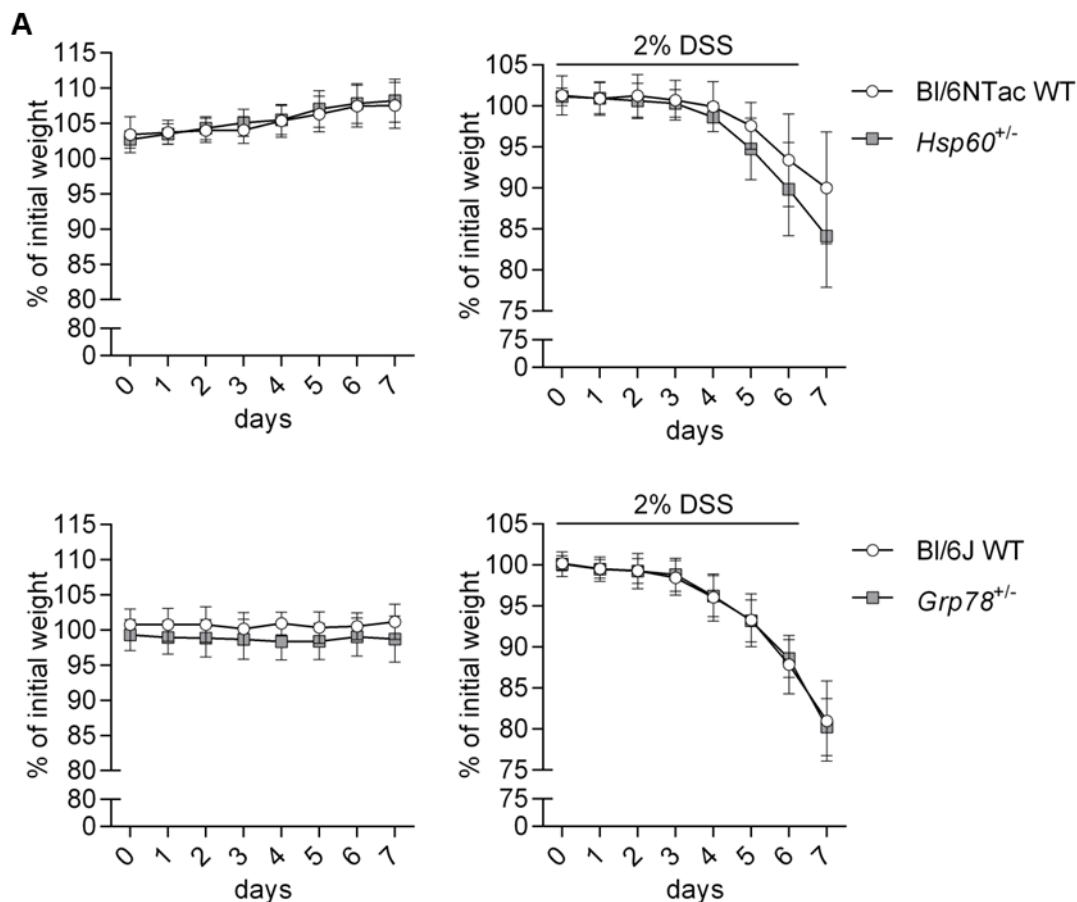 A
115
110
105
100
95
90
85
80
80
0
% of initial weight
0 1 2 3 4 5 6 7
days
2% DSS
105
100
95
90
85
80
75
75
0
% of initial weight
0 1 2 3 4 5 6 7
days
Bl/6NTac WT
Hsp60+/-
115
110
105
100
95
90
85
80
80
0
% of initial weight
0 1 2 3 4 5 6 7
days
2% DSS
105
100
95
90
85
80
75
75
0
% of initial weight
0 1 2 3 4 5 6 7
days
Bl/6J WT
Grp78+/-